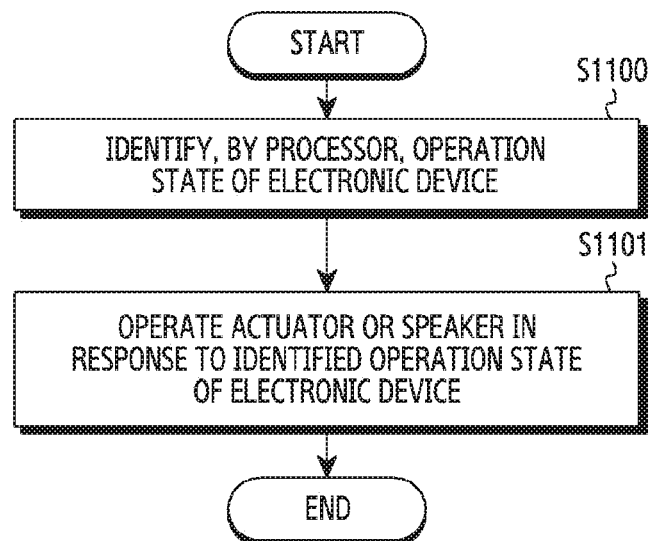 START
S1100
IDENTIFY, BY PROCESSOR, OPERATION
STATE OF ELECTRONIC DEVICE
S1101
OPERATE ACTUATOR OR SPEAKER IN
RESPONSE TO IDENTIFIED OPERATION STATE
OF ELECTRONIC DEVICE
END